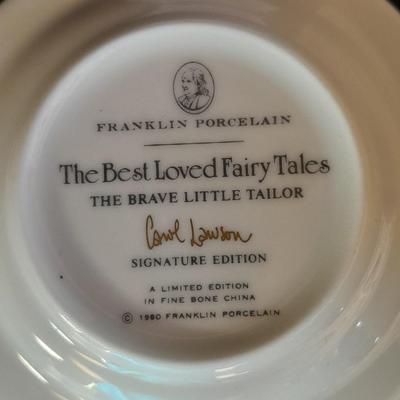 FRANKLIN PORCELAIN
The Best Loved Fairy Tales
THE BRAVE LITTLE TAILOR
Carol Lawson
SIGNATURE EDITION
A LIMITED EDITION
IN FINE BONE CHINA
© 1980 FRANKLIN PORCELAIN